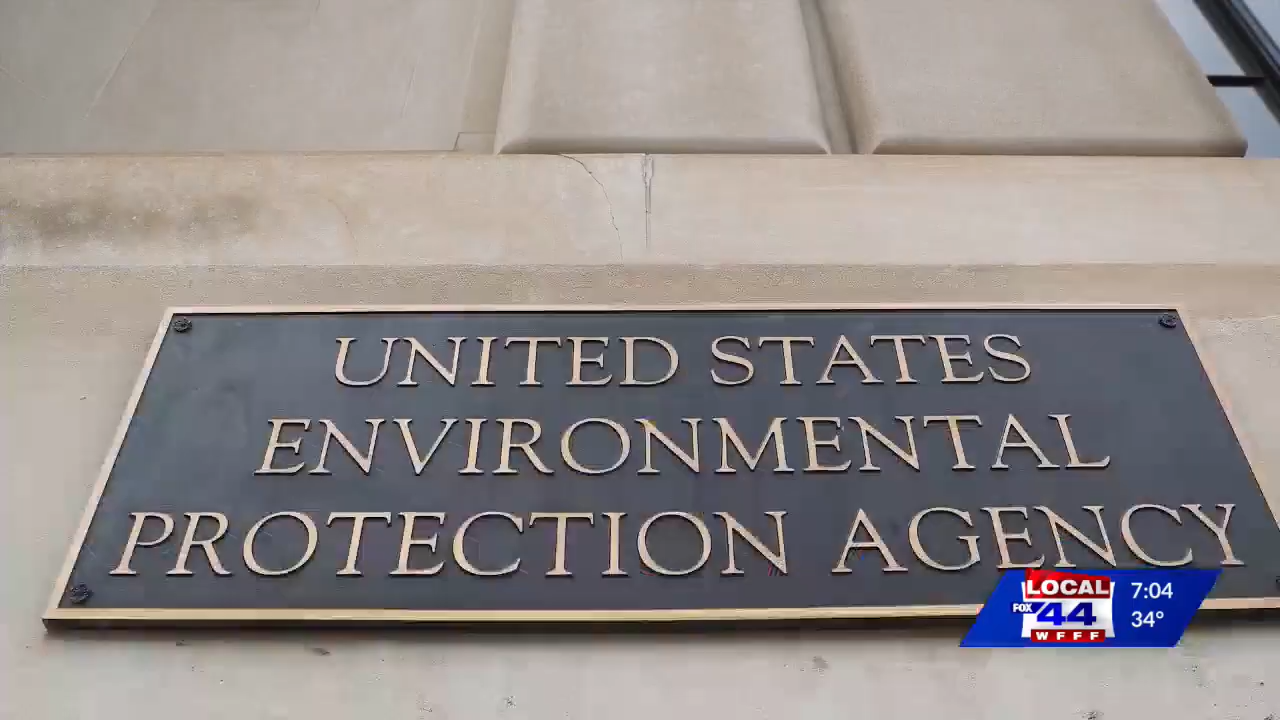 UNITED STATES
ENVIRONMENTAL
PROTECTION AGENCY
LOCAL
FOX 44
WFFF
7:04
34°